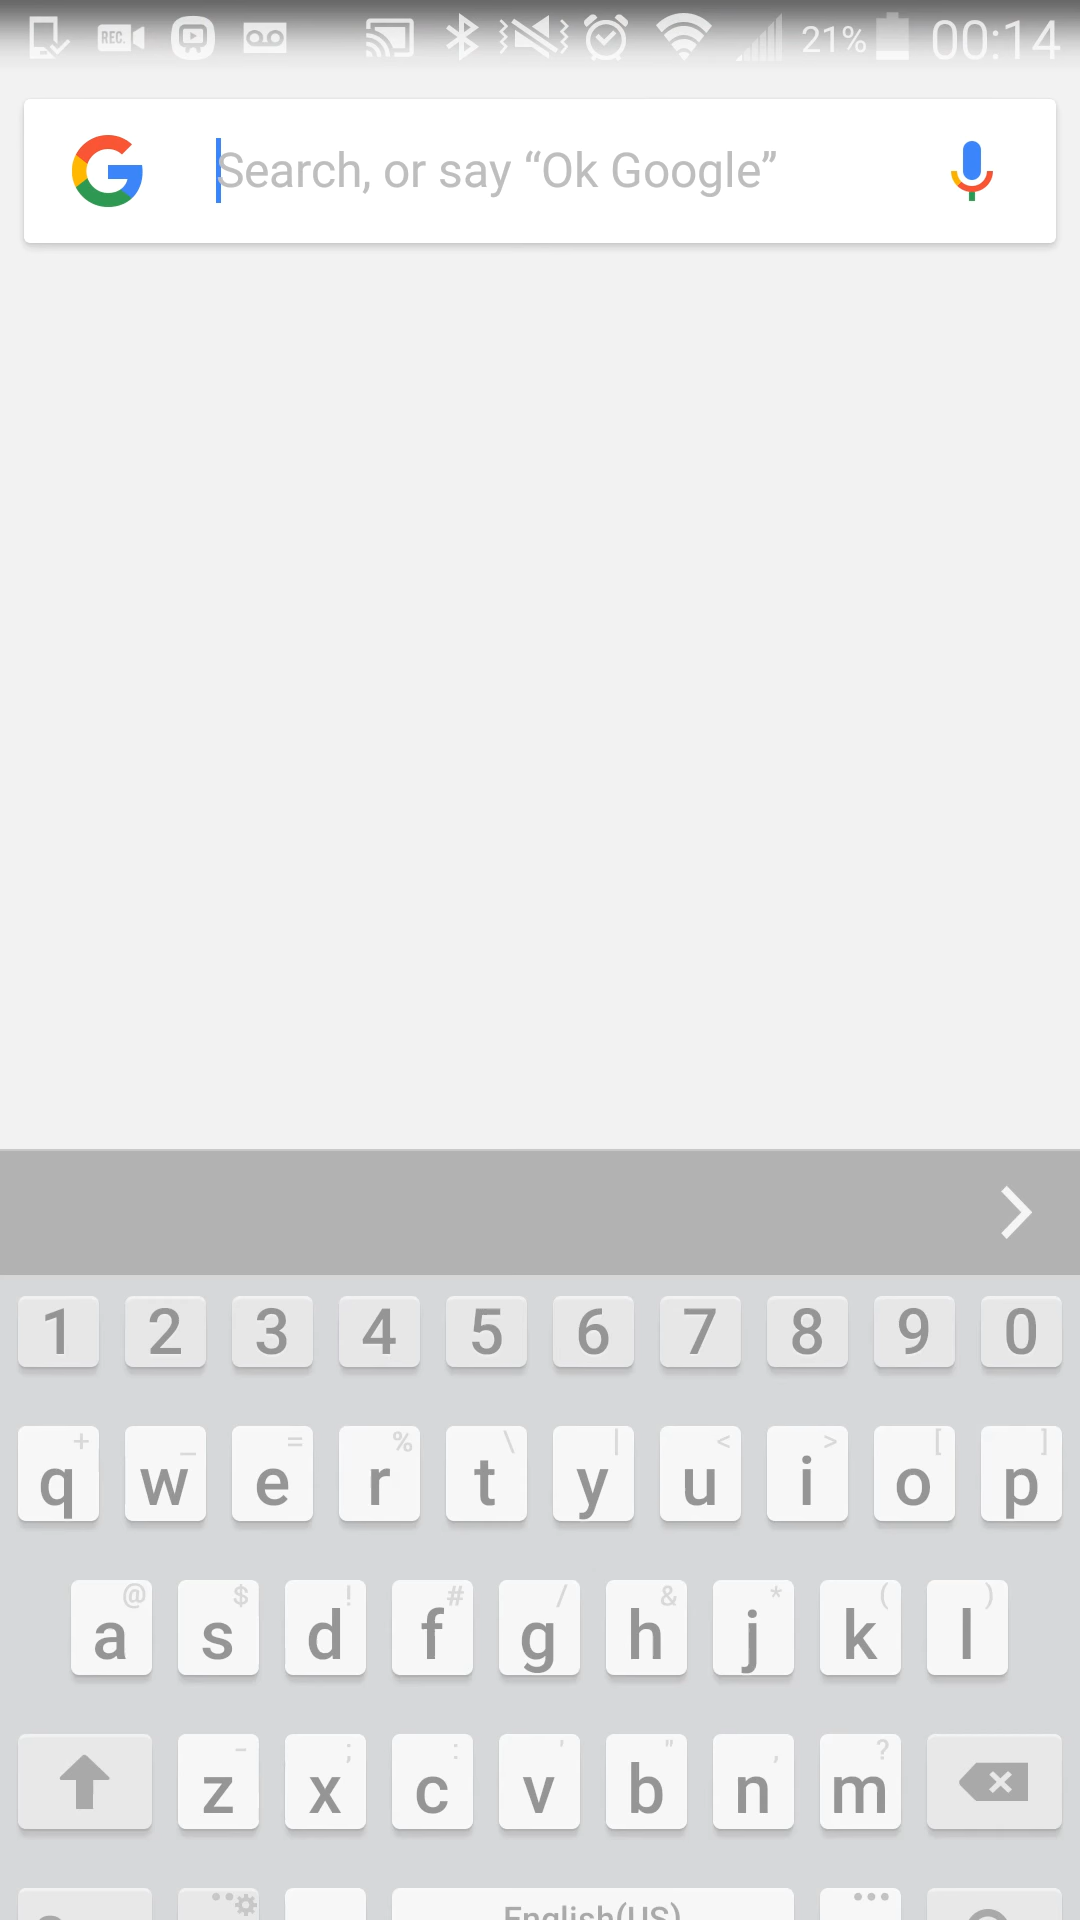 REC. 21% 00:14
G Search, or say “Ok Google”
1 2 3 4 5 6 7 8 9 0
+ _ = % \ | < > [ ]
q w e r t y u i o p
@ $ ! # / & * ( )
a s d f g h j k l
- ; : ' " , ?
z x c v b n m
English(US)